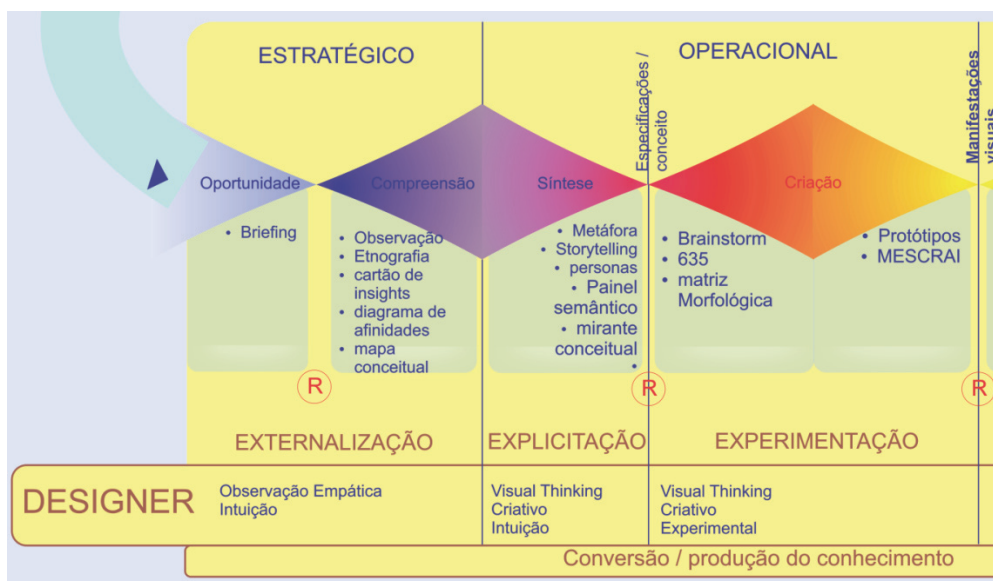 ESTRATÉGICO
OPERACIONAL
Especificações /
conceito
Manifestações
visuais
Oportunidade
Compreensão
Síntese
Criação
• Briefing
• Observação
• Etnografia
• cartão de
insights
• diagrama de
afinidades
• mapa
conceitual
• Metáfora
• Storytelling
• personas
• Painel
semântico
• mirante
conceitual
•
• Brainstorm
• 635
• matriz
Morfológica
• Protótipos
• MESCRAI
R
R
R
EXTERNALIZAÇÃO
EXPLICITAÇÃO
EXPERIMENTAÇÃO
DESIGNER
Observação Empática
Intuição
Visual Thinking
Criativo
Intuição
Visual Thinking
Criativo
Experimental
Conversão / produção do conhecimento